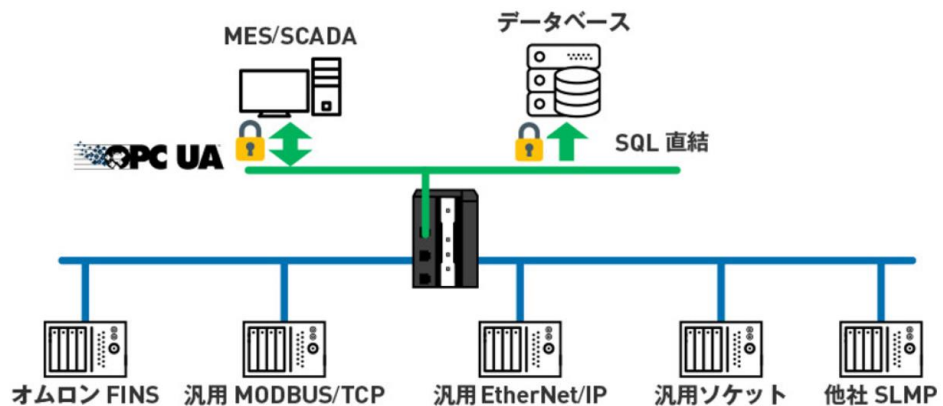 データベース
MES/SCADA
OPC UA
SQL 直結
オムロン FINS
汎用 MODBUS/TCP
汎用 EtherNet/IP
汎用ソケット
他社 SLMP